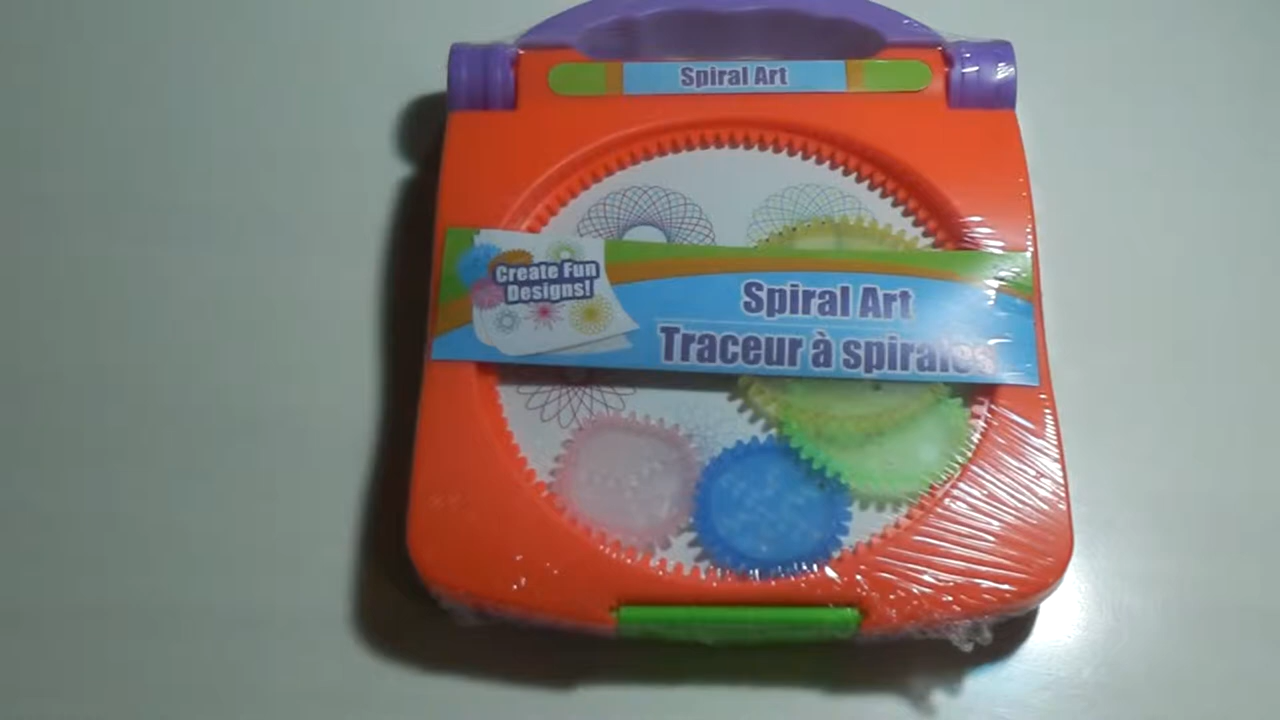 Spiral Art
Create Fun
Designs!
Spiral Art
Traceur à spirales